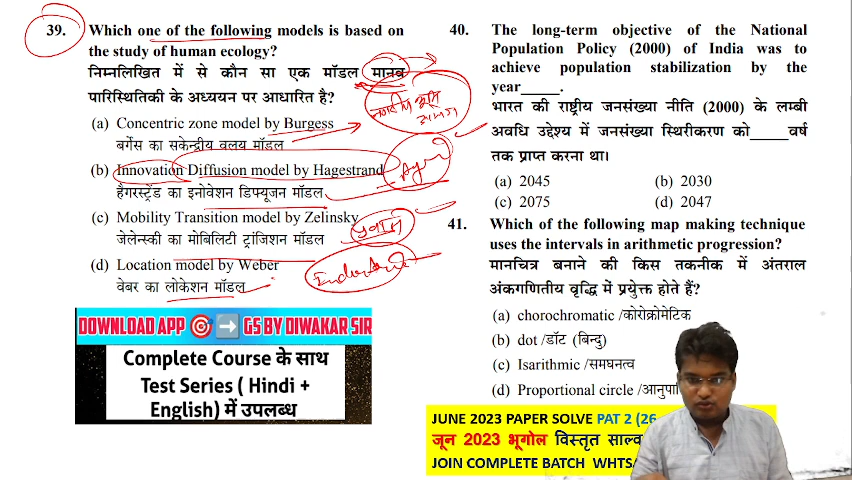 39. Which one of the following models is based on
the study of human ecology?
निम्नलिखित में से कौन सा एक मॉडल मानव
पारिस्थितिकी के अध्ययन पर आधारित है?
(a) Concentric zone model by Burgess
बर्गेस का सकेन्द्रीय वलय मॉडल
(b) Innovation Diffusion model by Hagestrand
हैगरस्ट्रेंड का इनोवेशन डिफ्यूजन मॉडल
(c) Mobility Transition model by Zelinsky
जेलेन्स्की का मोबिलिटी ट्रांजिशन मॉडल
(d) Location model by Weber
वेबर का लोकेशन मॉडल
DOWNLOAD APP 🎯 ➡️ GS BY DIWAKAR SIR
Complete Course के साथ
Test Series ( Hindi +
English) में उपलब्ध
40. The long-term objective of the National
Population Policy (2000) of India was to
achieve population stabilization by the
year_____.
भारत की राष्ट्रीय जनसंख्या नीति (2000) के लम्बी
अवधि उद्देश्य में जनसंख्या स्थिरीकरण को_____वर्ष
तक प्राप्त करना था।
(a) 2045 (b) 2030
(c) 2075 (d) 2047
41. Which of the following map making technique
uses the intervals in arithmetic progression?
मानचित्र बनाने की किस तकनीक में अंतराल
अंकगणितीय वृद्धि में प्रयुक्त होते हैं?
(a) chorochromatic /कोरोक्रोमेटिक
(b) dot /डॉट (बिन्दु)
(c) Isarithmic /समघनत्व
(d) Proportional circle /आनुपा
JUNE 2023 PAPER SOLVE PAT 2 (26
जून 2023 भूगोल विस्तृत साल्व
JOIN COMPLETE BATCH WHTSA